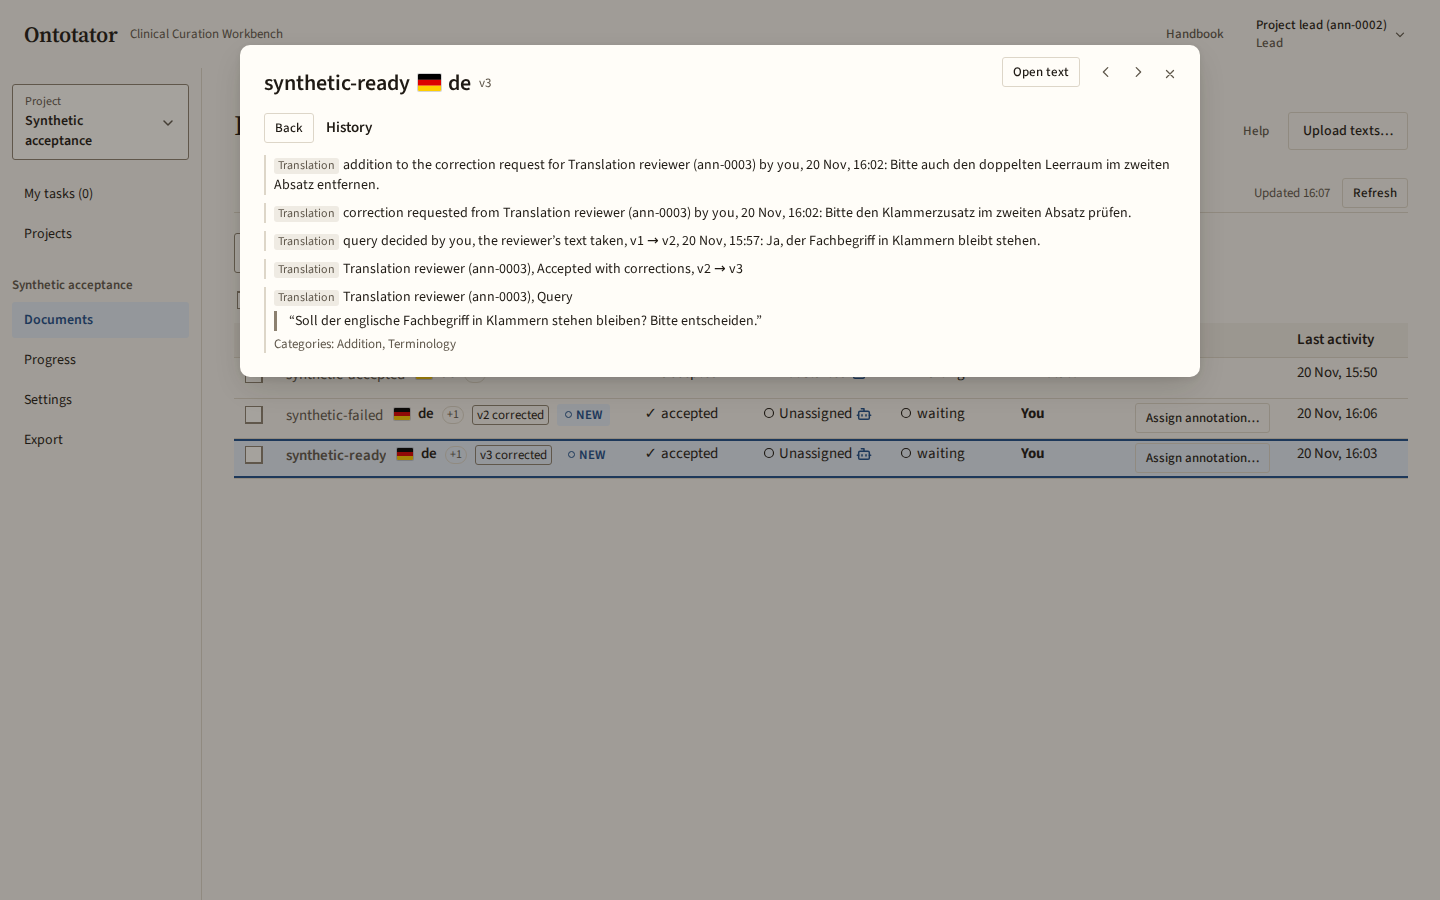 Ontotator
Clinical Curation Workbench
Handbook
Project lead (ann-0002)
Lead
Project
Synthetic
acceptance
My tasks (0)
Projects
Synthetic acceptance
Documents
Progress
Settings
Export
synthetic-ready de v3
Open text
Back
History
Translation addition to the correction request for Translation reviewer (ann-0003) by you, 20 Nov, 16:02: Bitte auch den doppelten Leerraum im zweiten
Absatz entfernen.
Translation correction requested from Translation reviewer (ann-0003) by you, 20 Nov, 16:02: Bitte den Klammerzusatz im zweiten Absatz prüfen.
Translation query decided by you, the reviewer’s text taken, v1 → v2, 20 Nov, 15:57: Ja, der Fachbegriff in Klammern bleibt stehen.
Translation Translation reviewer (ann-0003), Accepted with corrections, v2 → v3
Translation Translation reviewer (ann-0003), Query
“Soll der englische Fachbegriff in Klammern stehen bleiben? Bitte entscheiden.”
Categories: Addition, Terminology
Help
Upload texts…
Updated 16:07
Refresh
Last activity
20 Nov, 15:50
synthetic-failed de +1 v2 corrected NEW ✓ accepted Unassigned waiting You Assign annotation… 20 Nov, 16:06
synthetic-ready de +1 v3 corrected NEW ✓ accepted Unassigned waiting You Assign annotation… 20 Nov, 16:03